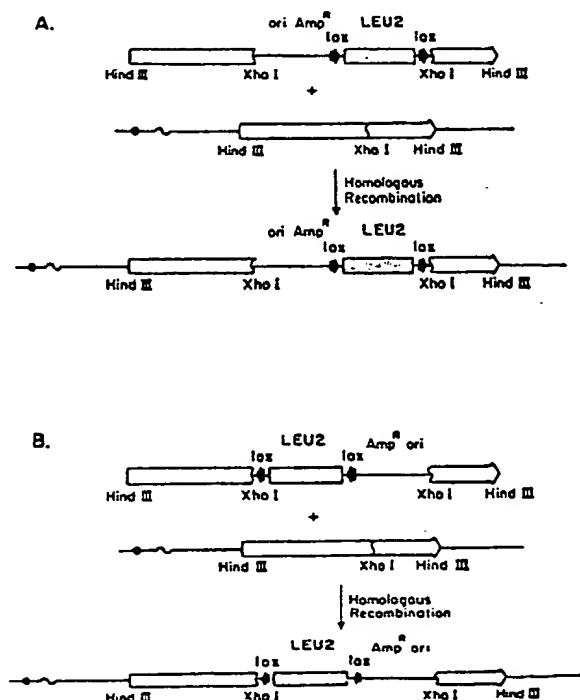 A.
ori Amp^R LEU2
lox lox
Hind III Xho I Xho I Hind III
+
Hind III Xho I Hind III
Homologous
Recombination
ori Amp^R LEU2
lox lox
Hind III Xho I Xho I Hind III
B.
LEU2 Amp^R ori
lox lox
Hind III Xho I Xho I Hind III
+
Hind III Xho I Hind III
Homologous
Recombination
LEU2 Amp^R ori
lox lox
Hind III Xho I Xho I Hind III